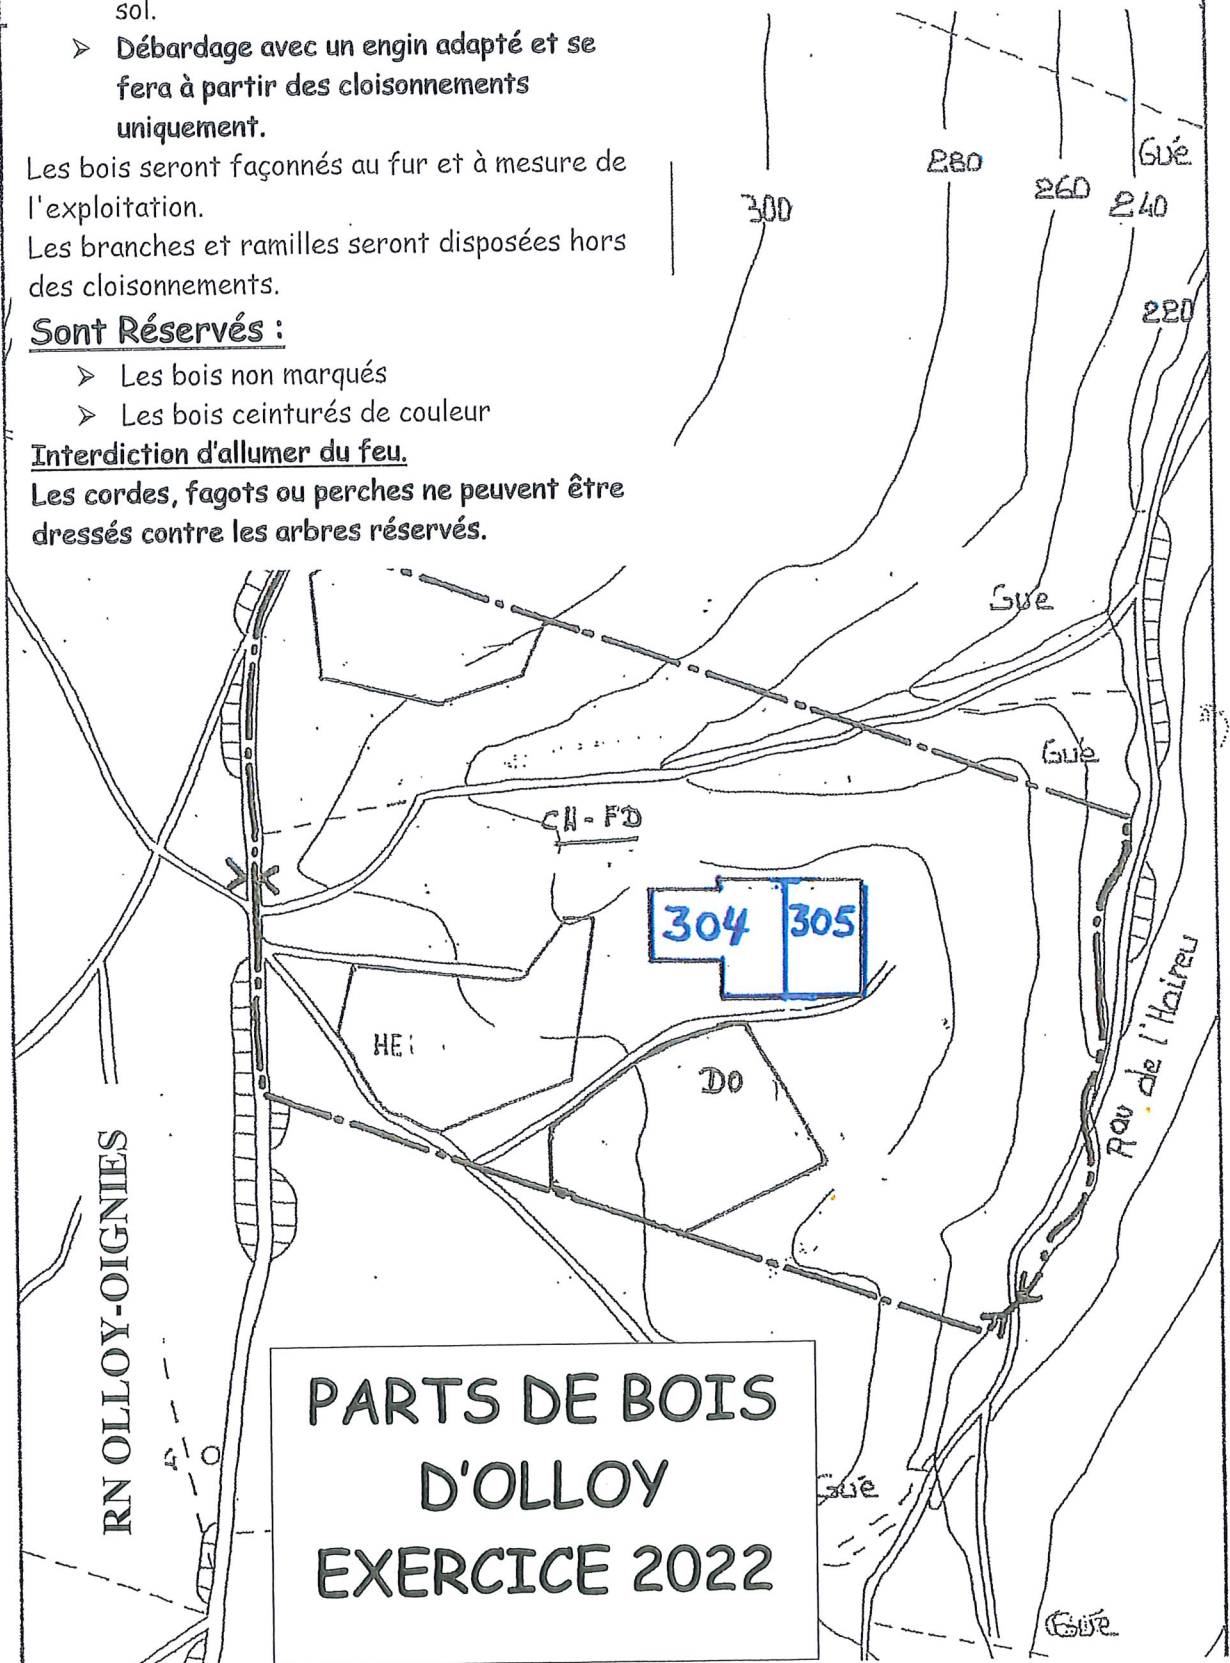 sol.
➢ Débardage avec un engin adapté et se
fera à partir des cloisonnements
uniquement.
Les bois seront façonnés au fur et à mesure de
l'exploitation.
Les branches et ramilles seront disposées hors
des cloisonnements.
Sont Réservés :
➢ Les bois non marqués
➢ Les bois ceinturés de couleur
Interdiction d'allumer du feu.
Les cordes, fagots ou perches ne peuvent être
dressés contre les arbres réservés.
300
280
260
240
Gué
220
Gué
Gué
CH-FD
304
305
HEi
DO
Rau de l'Haireu
RN OLLOY-OIGNIES
PARTS DE BOIS
D'OLLOY
EXERCICE 2022
Gué
Gué